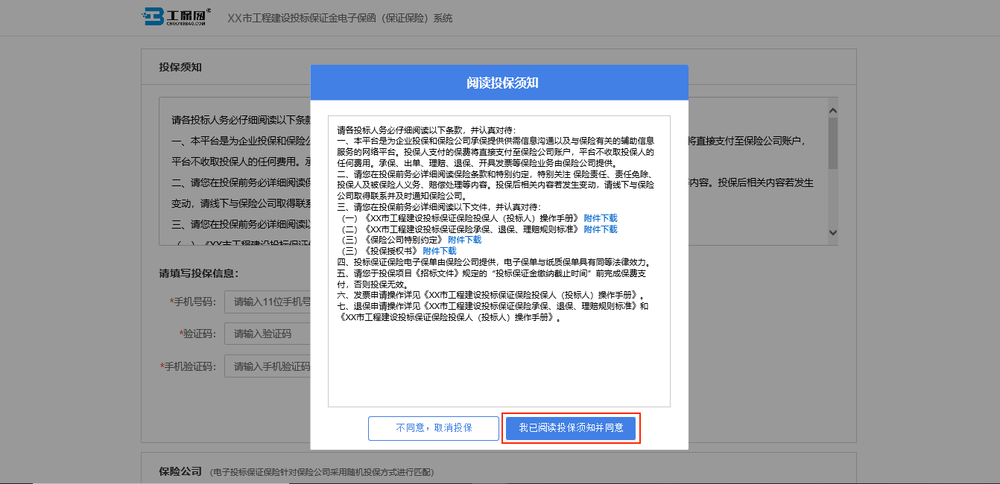 工保网®
CNGONGBAO.COM
XX市工程建设投标保证金电子保函（保证保险）系统
投保须知
请各投标人务必仔细阅读以下条款
一、本平台是为企业投保和保险公
将直接支付至保险公司账户，
平台不收取投保人的任何费用。承
二、请您在投保前务必详细阅读保
内容。投保后相关内容若发生
变动，请线下与保险公司取得联系
三、请您在投保前务必详细阅读以
（一）《XX市工程建设投标保证
请填写投保信息：
*手机号码：
请输入11位手机号
*验证码：
请输入验证码
*手机验证码：
请输入手机验证码
阅读投保须知
请各投标人务必仔细阅读以下条款，并认真对待：
一、本平台是为企业投保和保险公司承保提供供需信息沟通以及与保险有关的辅助信息
服务的网络平台。投保人支付的保费将直接支付至保险公司账户，平台不收取投保人的
任何费用。承保、出单、理赔、退保、开具发票等保险业务由保险公司提供。
二、请您在投保前务必详细阅读保险条款和特别约定，特别关注 保险责任、责任免除、
投保人及被保险人义务、赔偿处理等内容。投保后相关内容若发生变动，请线下与保险
公司取得联系并及时通知保险公司。
三、请您在投保前务必详细阅读以下文件，并认真对待：
（一）《XX市工程建设投标保证保险投保人（投标人）操作手册》 附件下载
（二）《XX市工程建设投标保证保险承保、退保、理赔规则标准》 附件下载
（三）《保险公司特别约定》 附件下载
（三）《投保授权书》 附件下载
四、投标保证保险电子保单由保险公司提供，电子保单与纸质保单具有同等法律效力。
五、请您于投保项目《招标文件》规定的“投标保证金缴纳截止时间”前完成保费支
付，否则投保无效。
六、发票申请操作详见《XX市工程建设投标保证保险投保人（投标人）操作手册》。
七、退保申请操作详见《XX市工程建设投标保证保险承保、退保、理赔规则标准》和
《XX市工程建设投标保证保险投保人（投标人）操作手册》。
不同意，取消投保
我已阅读投保须知并同意
保险公司 （电子投标保证保险针对保险公司采用随机投保方式进行匹配）